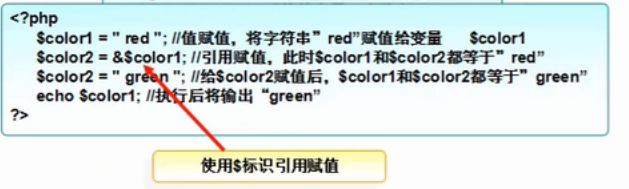 <?php
$color1 = " red "; //值赋值，将字符串”red”赋值给变量 $color1
$color2 = &$color1; //引用赋值，此时$color1和$color2都等于”red”
$color2 = " green "; //给$color2赋值后，$color1和$color2都等于”green”
echo $color1; //执行后将输出“green”
?>
使用$标识引用赋值